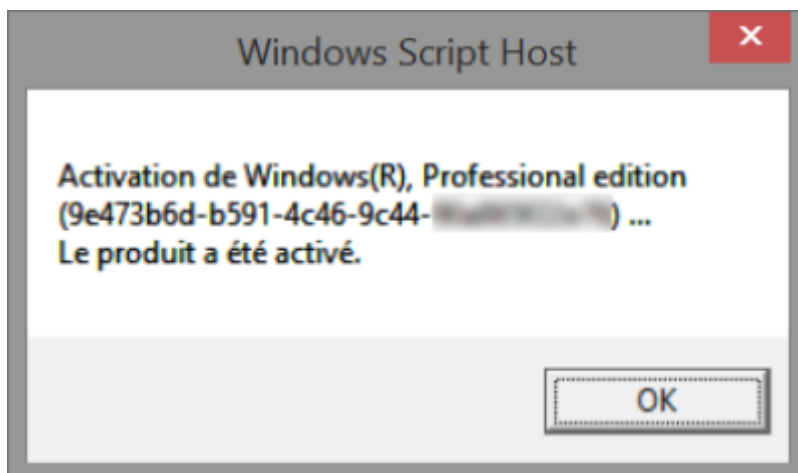 Windows Script Host
Activation de Windows(R), Professional edition
(9e473b6d-b591-4c46-9c44- ) ...
Le produit a été activé.
OK